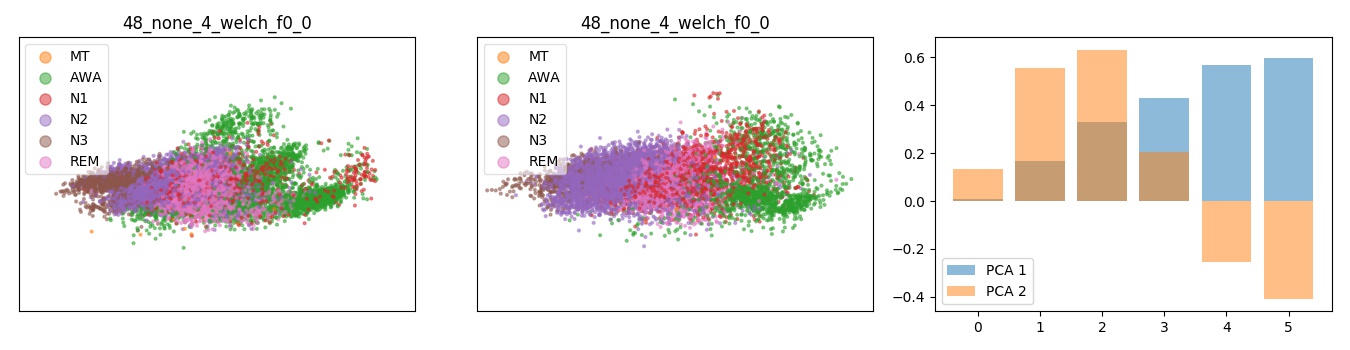 48_none_4_welch_f0_0
MT
AWA
N1
N2
N3
REM
48_none_4_welch_f0_0
MT
AWA
N1
N2
N3
REM
0.6
0.4
0.2
0.0
−0.2
−0.4
PCA 1
PCA 2
0 1 2 3 4 5